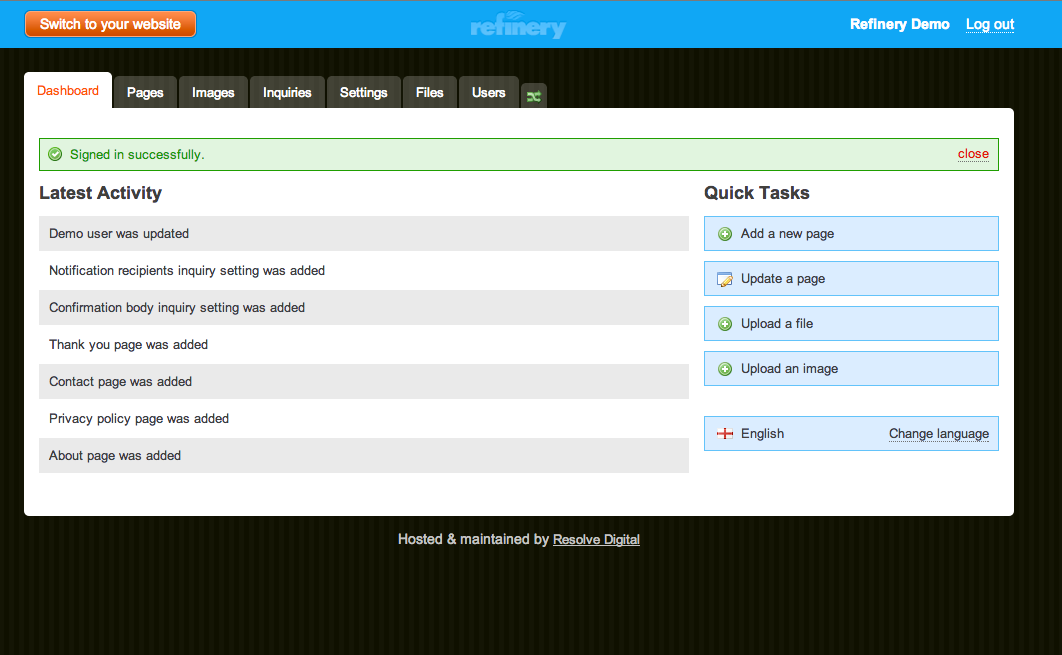 Switch to your website
refinery
Refinery Demo Log out
Dashboard Pages Images Inquiries Settings Files Users
Signed in successfully. close
Latest Activity
Demo user was updated
Notification recipients inquiry setting was added
Confirmation body inquiry setting was added
Thank you page was added
Contact page was added
Privacy policy page was added
About page was added
Quick Tasks
Add a new page
Update a page
Upload a file
Upload an image
English Change language
Hosted & maintained by Resolve Digital